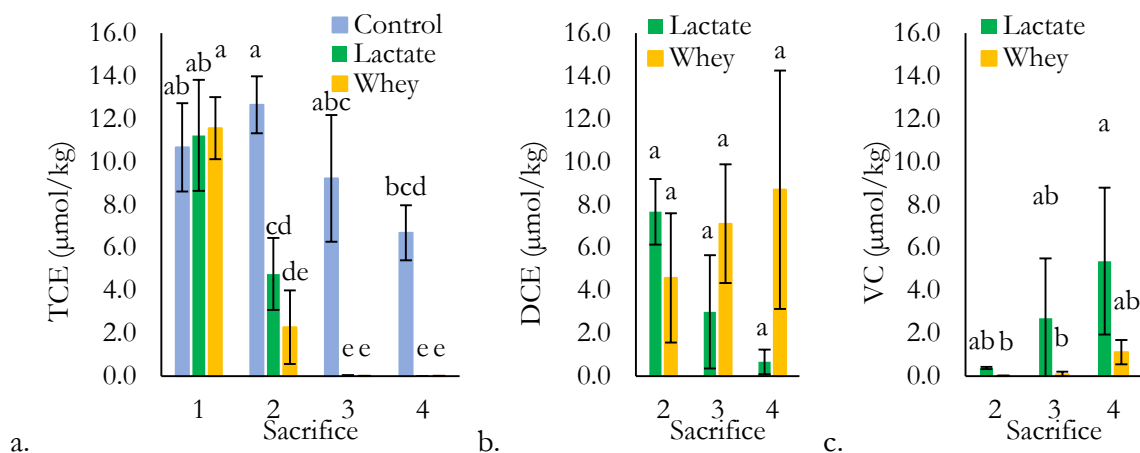 16.0
14.0
12.0
10.0
8.0
6.0
4.0
2.0
0.0
TCE (µmol/kg)
Control
Lactate
Whey
ab
ab
a
a
cd
de
abc
e
e
bcd
e
e
1
2
3
4
Sacrifice
a.
16.0
14.0
12.0
10.0
8.0
6.0
4.0
2.0
0.0
DCE (µmol/kg)
Lactate
Whey
a
a
a
a
a
a
2
3
4
Sacrifice
b.
16.0
14.0
12.0
10.0
8.0
6.0
4.0
2.0
0.0
VC (µmol/kg)
Lactate
Whey
ab
b
ab
b
a
ab
2
3
4
Sacrifice
c.